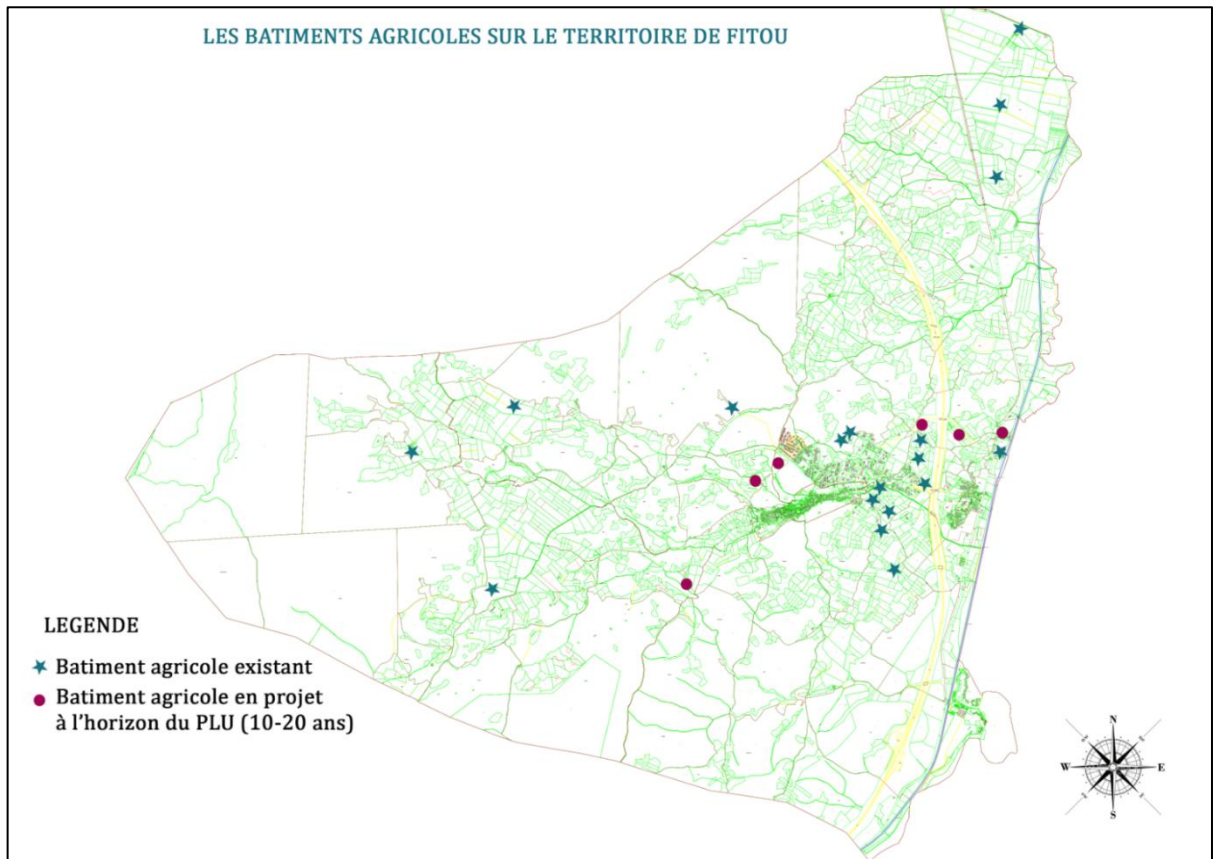 LES BATIMENTS AGRICOLES SUR LE TERRITOIRE DE FITOU
LEGENDE
Batiment agricole existant
Batiment agricole en projet
à l'horizon du PLU (10-20 ans)
N
W
E
S